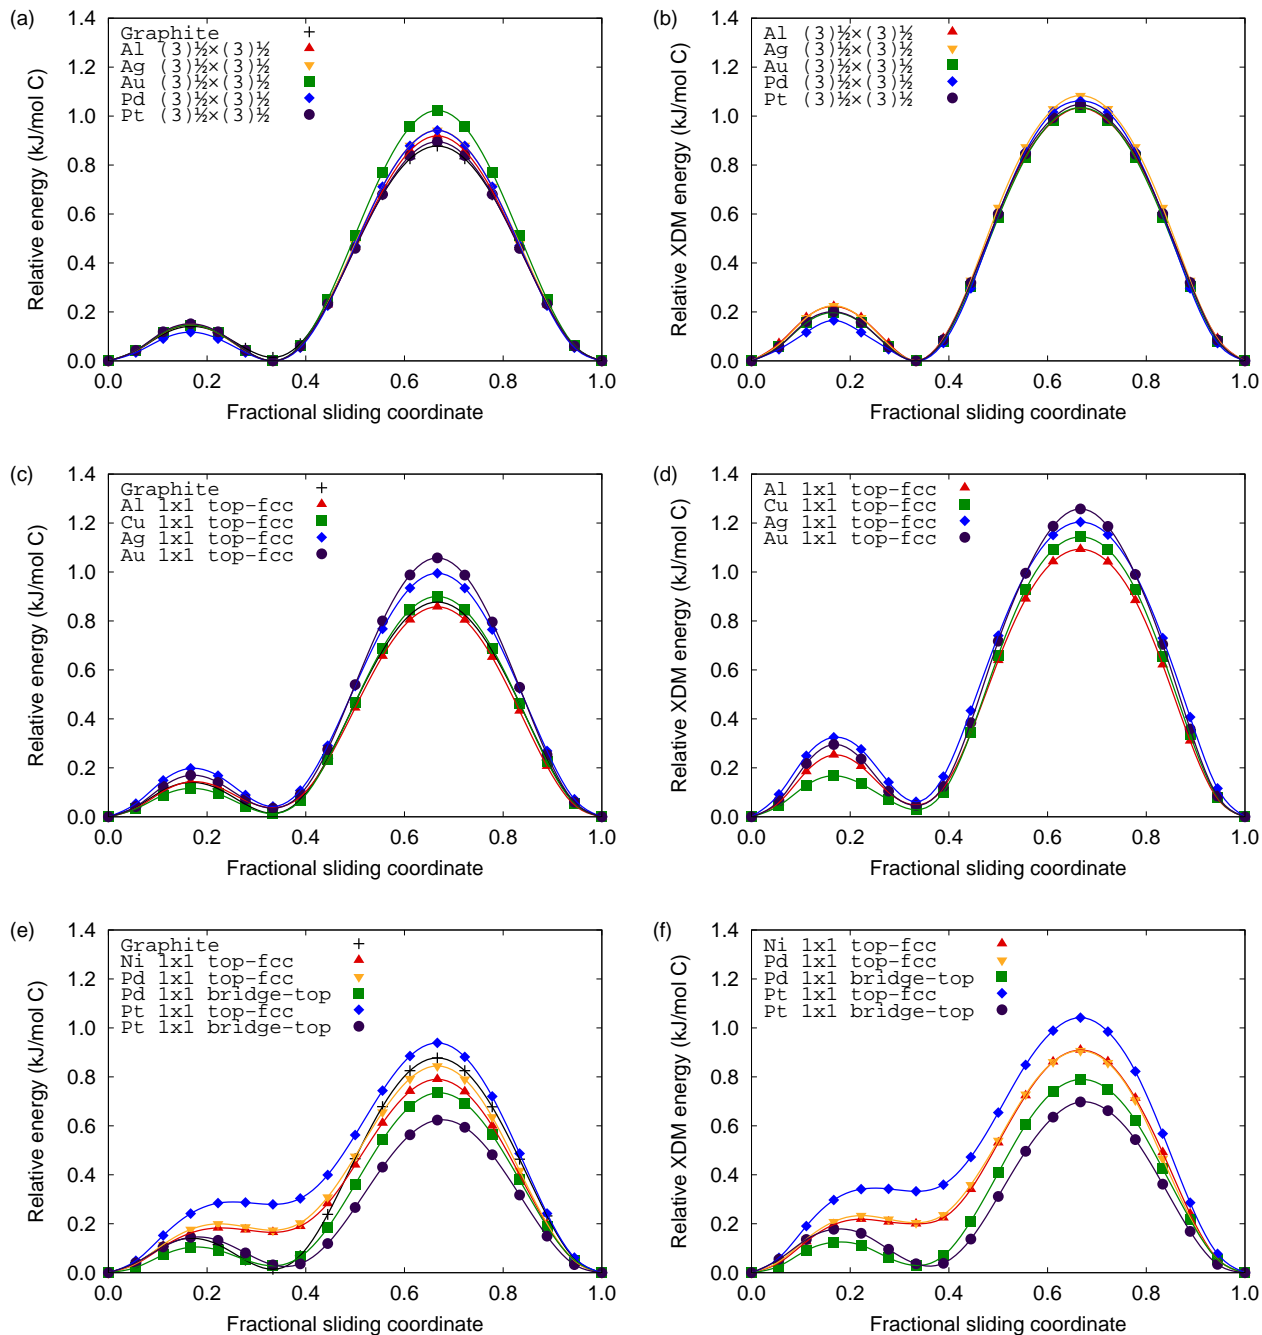 (a)
Relative energy (kJ/mol C)
1.4
1.2
1.0
0.8
0.6
0.4
0.2
0.0
Graphite
Al (3)½×(3)½
Ag (3)½×(3)½
Au (3)½×(3)½
Pd (3)½×(3)½
Pt (3)½×(3)½
0.0 0.2 0.4 0.6 0.8 1.0
Fractional sliding coordinate
(b)
Relative XDM energy (kJ/mol C)
1.4
1.2
1.0
0.8
0.6
0.4
0.2
0.0
Al (3)½×(3)½
Ag (3)½×(3)½
Au (3)½×(3)½
Pd (3)½×(3)½
Pt (3)½×(3)½
0.0 0.2 0.4 0.6 0.8 1.0
Fractional sliding coordinate
(c)
Relative energy (kJ/mol C)
1.4
1.2
1.0
0.8
0.6
0.4
0.2
0.0
Graphite
Al 1x1 top-fcc
Cu 1x1 top-fcc
Ag 1x1 top-fcc
Au 1x1 top-fcc
0.0 0.2 0.4 0.6 0.8 1.0
Fractional sliding coordinate
(d)
Relative XDM energy (kJ/mol C)
1.4
1.2
1.0
0.8
0.6
0.4
0.2
0.0
Al 1x1 top-fcc
Cu 1x1 top-fcc
Ag 1x1 top-fcc
Au 1x1 top-fcc
0.0 0.2 0.4 0.6 0.8 1.0
Fractional sliding coordinate
(e)
Relative energy (kJ/mol C)
1.4
1.2
1.0
0.8
0.6
0.4
0.2
0.0
Graphite
Ni 1x1 top-fcc
Pd 1x1 top-fcc
Pd 1x1 bridge-top
Pt 1x1 top-fcc
Pt 1x1 bridge-top
0.0 0.2 0.4 0.6 0.8 1.0
Fractional sliding coordinate
(f)
Relative XDM energy (kJ/mol C)
1.4
1.2
1.0
0.8
0.6
0.4
0.2
0.0
Ni 1x1 top-fcc
Pd 1x1 top-fcc
Pd 1x1 bridge-top
Pt 1x1 top-fcc
Pt 1x1 bridge-top
0.0 0.2 0.4 0.6 0.8 1.0
Fractional sliding coordinate